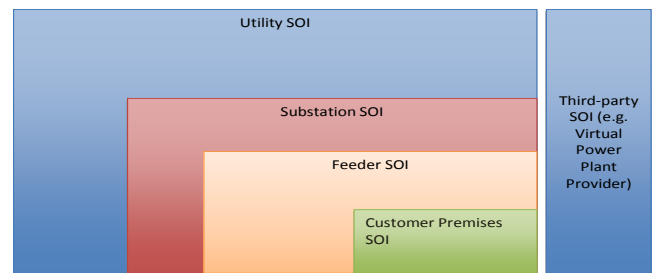 Utility SOI
Substation SOI
Feeder SOI
Customer Premises
SOI
Third-party
SOI (e.g.
Virtual
Power
Plant
Provider)